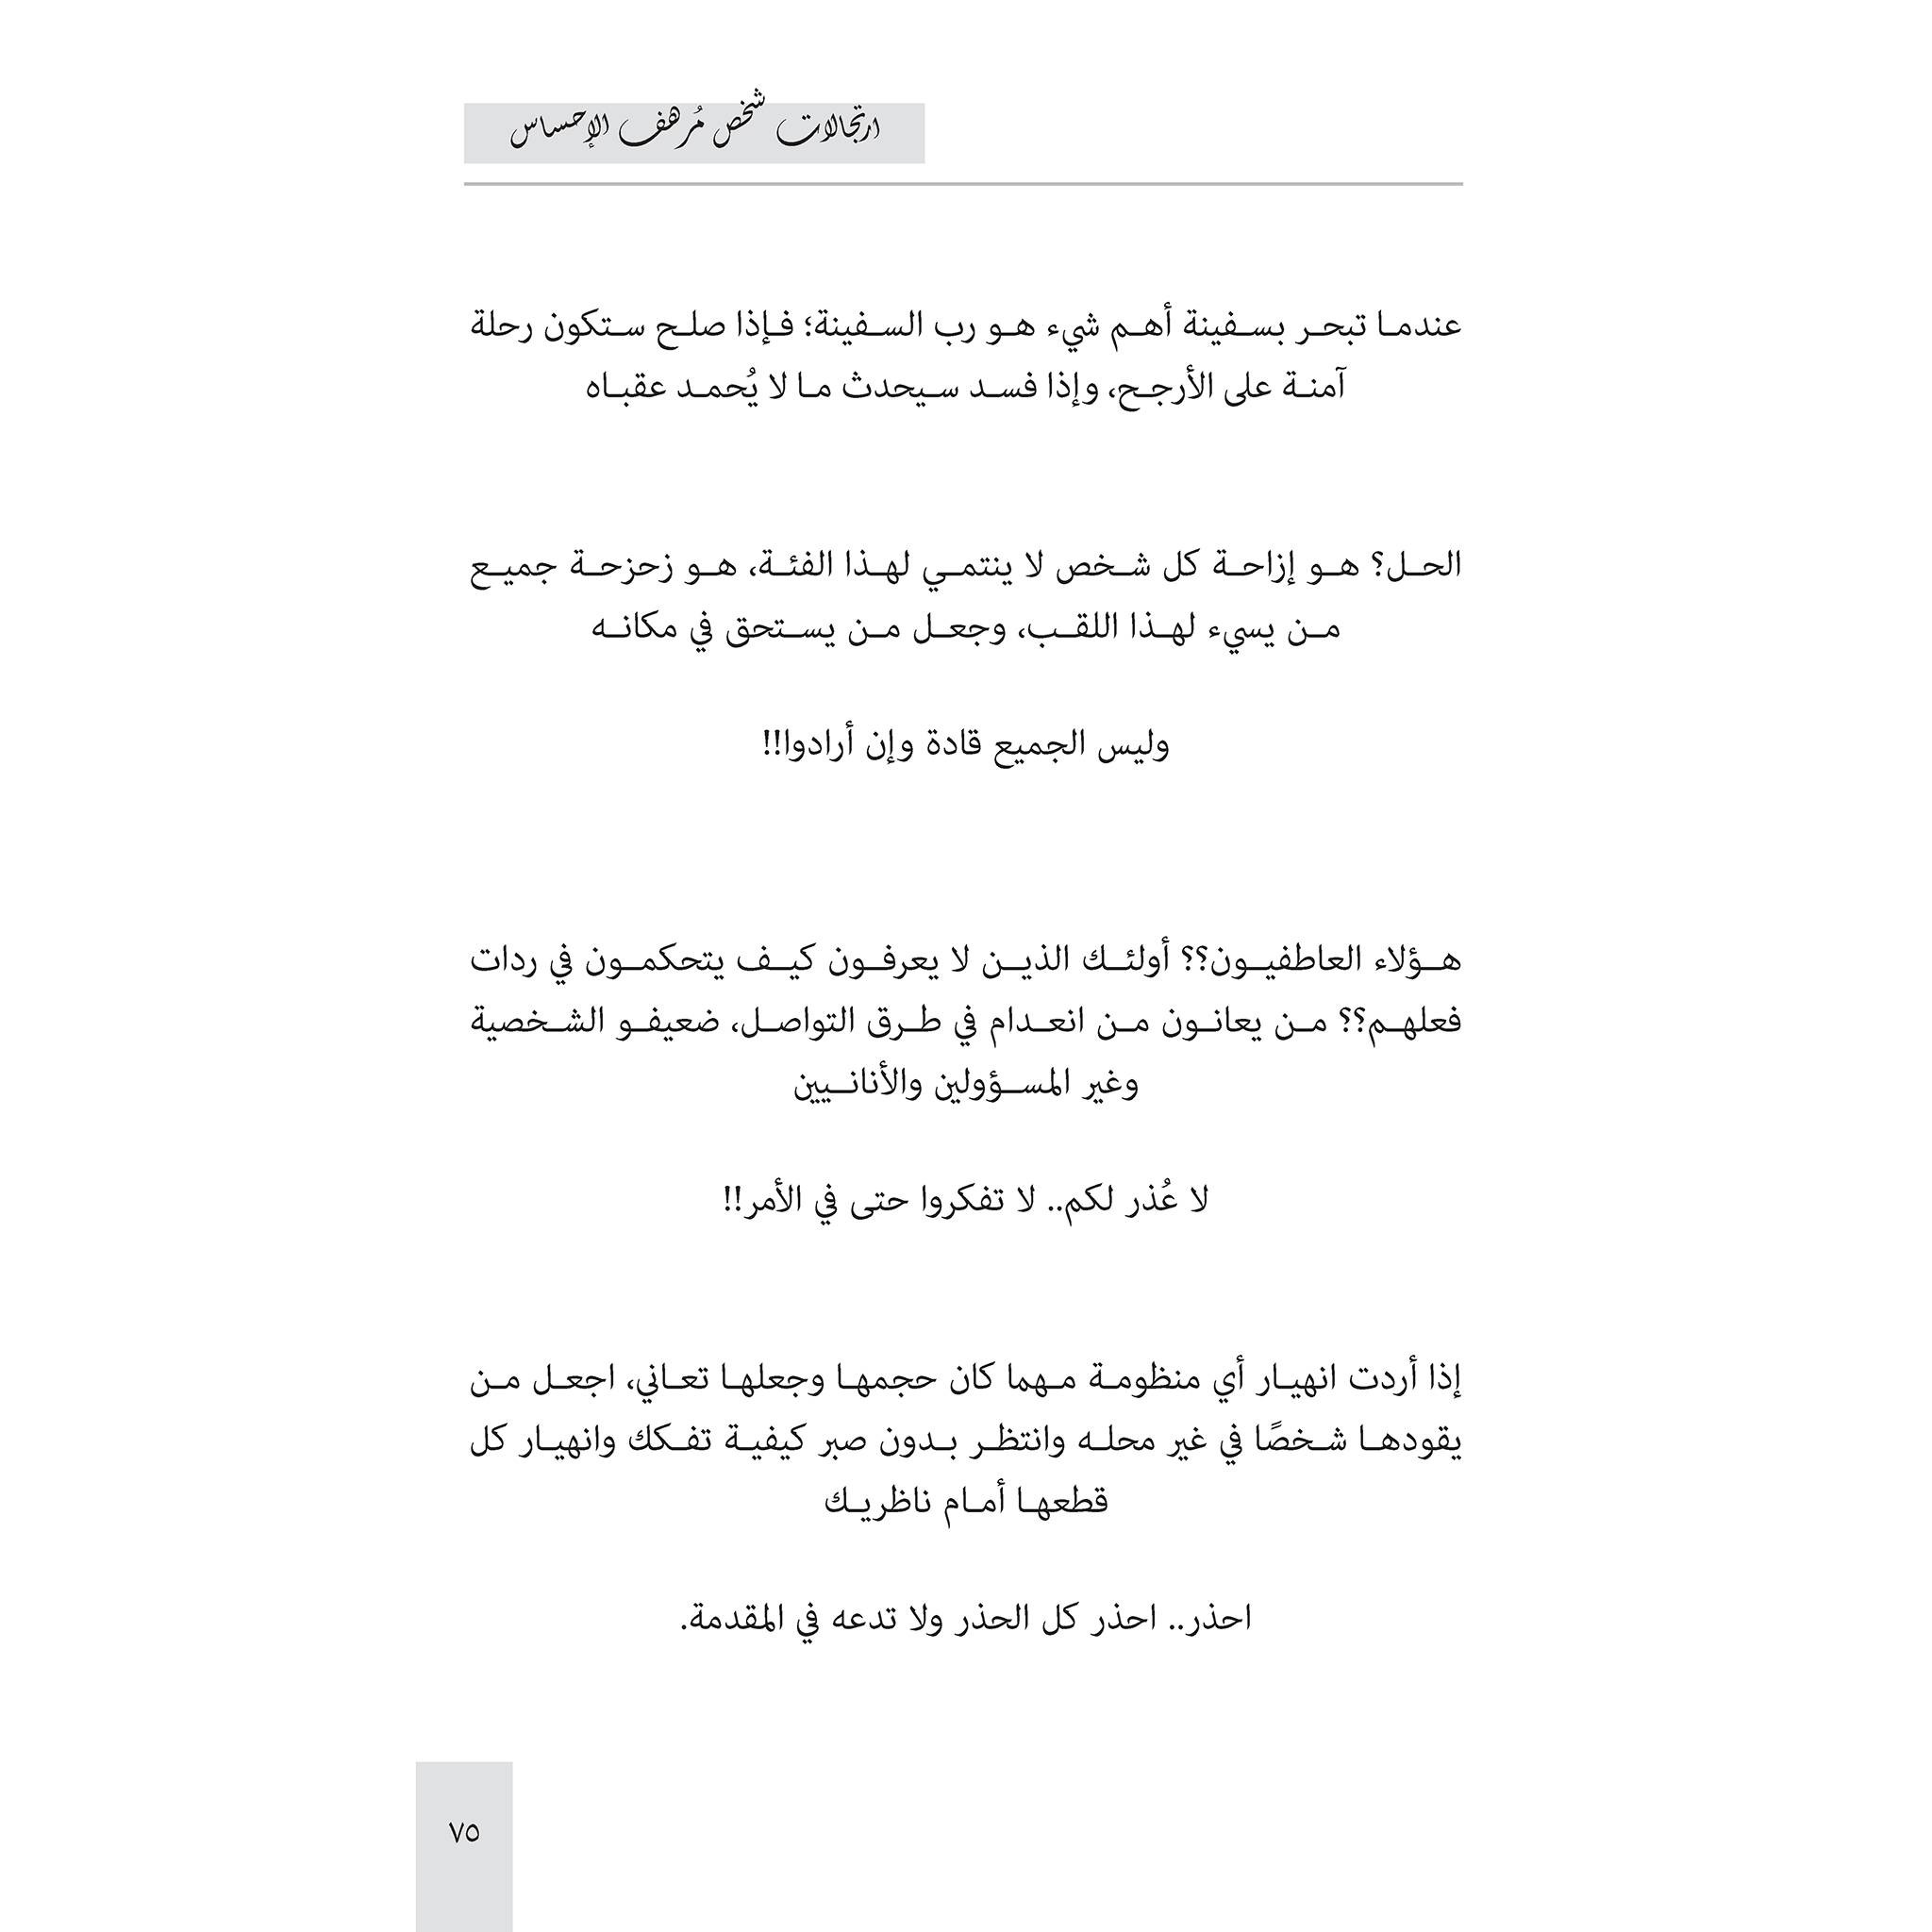 ارتجالات شخص مُرهف الإحساس
عندما تبحر بسفينة أهم شيء هو رب السفينة؛ فإذا صلح ستكون رحلة
آمنة على الأرجح، وإذا فسد سيحدث ما لا يُحمد عقباه
الحل؟ هو إزاحة كل شخص لا ينتمي لهذا الفئة، هو زحزحة جميع
من يسيء لهذا اللقب، وجعل من يستحق في مكانه
وليس الجميع قادة وإن أرادوا!!
هؤلاء العاطفيون؟؟ أولئك الذين لا يعرفون كيف يتحكمون في ردات
فعلهم؟؟ من يعانون من انعدام في طرق التواصل، ضعيفو الشخصية
وغير المسؤولين والأنانيين
لا عُذر لكم.. لا تفكروا حتى في الأمر!!
إذا أردت انهيار أي منظومة مهما كان حجمها وجعلها تعاني، اجعل من
يقودها شخصًا في غير محله وانتظر بدون صبر كيفية تفكك وانهيار كل
قطعها أمام ناظريك
احذر.. احذر كل الحذر ولا تدعه في المقدمة.
٧٥